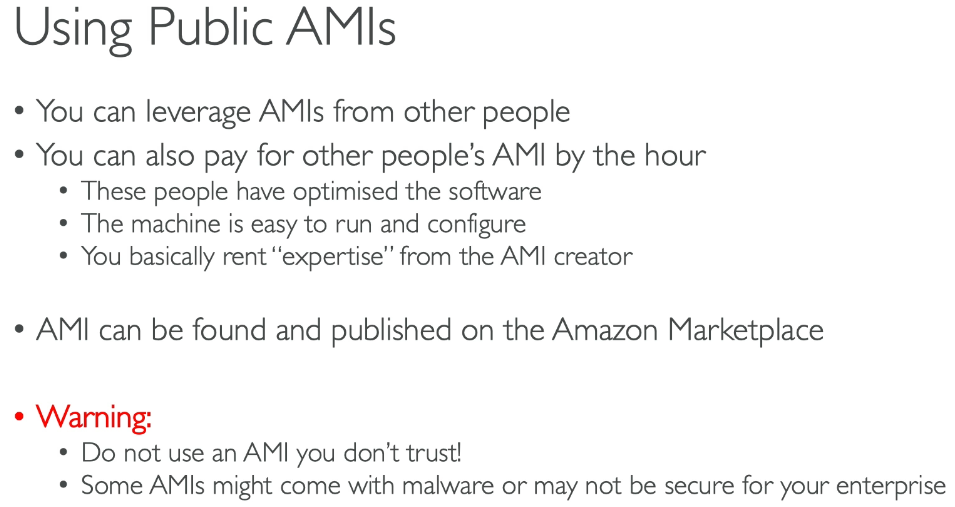 Using Public AMIs
• You can leverage AMIs from other people
• You can also pay for other people's AMI by the hour
• These people have optimised the software
• The machine is easy to run and configure
• You basically rent “expertise” from the AMI creator
• AMI can be found and published on the Amazon Marketplace
• Warning:
• Do not use an AMI you don't trust!
• Some AMIs might come with malware or may not be secure for your enterprise